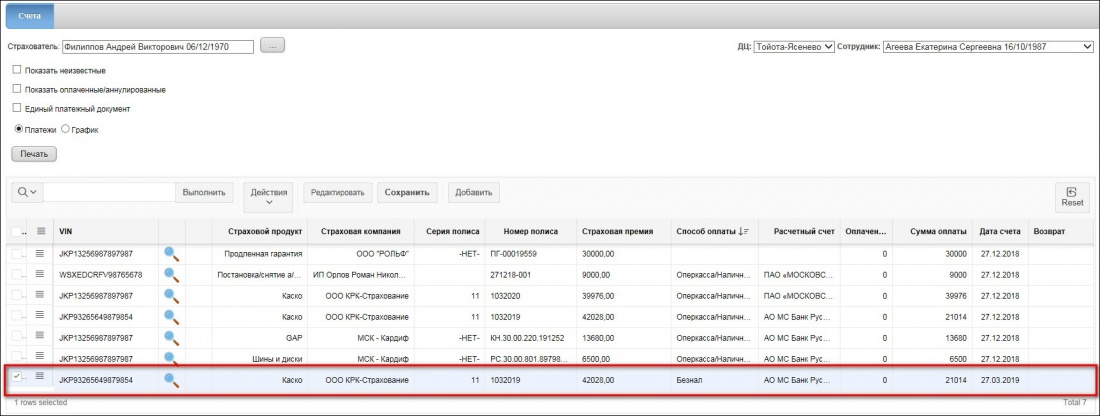 Счета
Страхователь: Филиппов Андрей Викторович 06/12/1970 ... ДЦ: Тойота-Ясенево Сотрудник: Агеева Екатерина Сергеевна 16/10/1987
Показать неизвестные
Показать оплаченные/аннулированные
Единый платежный документ
Платежи График
Печать
Выполнить Действия Редактировать Сохранить Добавить Reset
VIN Страховой продукт Страховая компания Серия полиса Номер полиса Страховая премия Способ оплаты Расчетный счет Оплачен... Сумма оплаты Дата счета Возврат
JKP13256987897987 Продленная гарантия ООО "РОЛЬФ" -НЕТ- ПГ-00019559 30000,00 0 30000 27.12.2018
WSXEDCRFV98765678 Постановка/снятие а/... ИП Орлов Роман Никол... 271218-001 9000,00 Оперкасса/Наличн... ПАО «МОСКОВС... 0 9000 27.12.2018
JKP13256987897987 Каско ООО КРК-Страхование 11 1032020 39976,00 Оперкасса/Наличн... ПАО «МОСКОВС... 0 39976 27.12.2018
JKP93265649879854 Каско ООО КРК-Страхование 11 1032019 42028,00 Оперкасса/Наличн... АО МС Банк Рус... 0 21014 27.12.2018
JKP13256987897987 GAP МСК - Кардиф -НЕТ- КН.30.00.220.191252 13680,00 Оперкасса/Наличн... АО МС Банк Рус... 0 13680 27.12.2018
JKP13256987897987 Шины и диски МСК - Кардиф -НЕТ- РС.30.00.801.89798... 6500,00 Оперкасса/Наличн... АО МС Банк Рус... 0 6500 27.12.2018
JKP93265649879854 Каско ООО КРК-Страхование 11 1032019 42028,00 Безнал АО МС Банк Рус... 0 21014 27.03.2019
1 rows selected Total 7